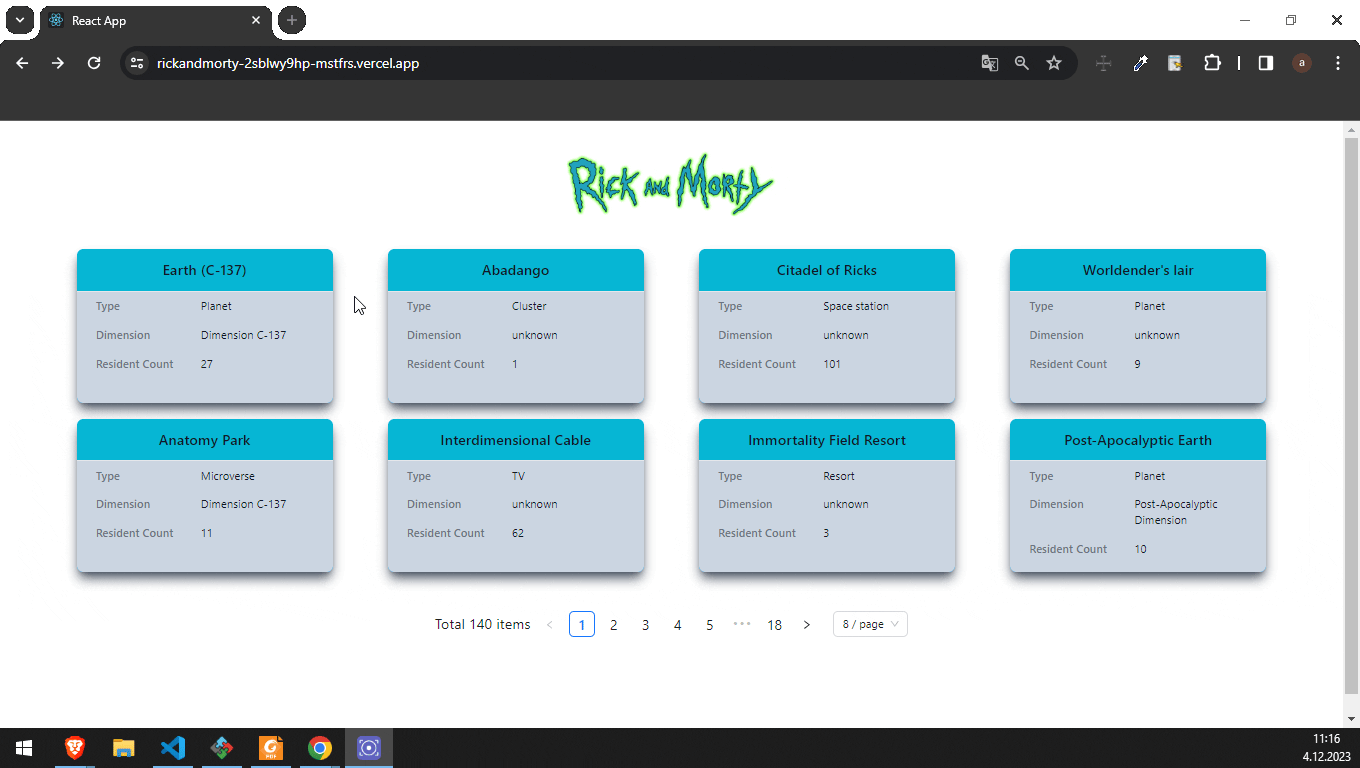 React App
rickandmorty-2sblwy9hp-mstfrs.vercel.app
a
Rick and Morty
Earth (C-137)
Type Planet
Dimension Dimension C-137
Resident Count 27
Abadango
Type Cluster
Dimension unknown
Resident Count 1
Citadel of Ricks
Type Space station
Dimension unknown
Resident Count 101
Worldender's lair
Type Planet
Dimension unknown
Resident Count 9
Anatomy Park
Type Microverse
Dimension Dimension C-137
Resident Count 11
Interdimensional Cable
Type TV
Dimension unknown
Resident Count 62
Immortality Field Resort
Type Resort
Dimension unknown
Resident Count 3
Post-Apocalyptic Earth
Type Planet
Dimension Post-Apocalyptic
Dimension
Resident Count 10
Total 140 items < 1 2 3 4 5 ••• 18 > 8 / page
PDF
11:16
4.12.2023